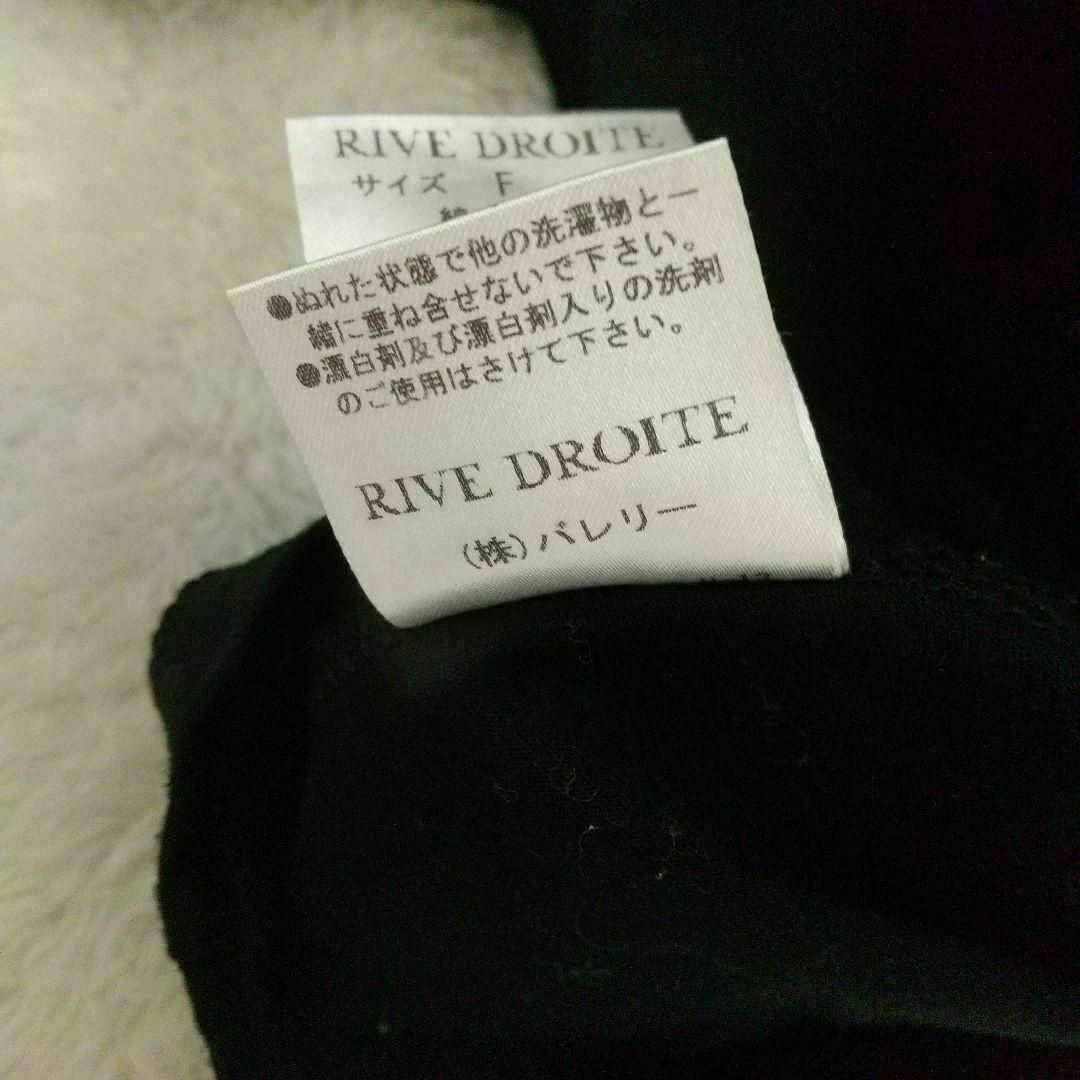 RIVE DROITE
サイズ F
●ぬれた状態で他の洗濯物と一
緒に重ね合せないで下さい。
●漂白剤及び漂白剤入りの洗剤
のご使用はさけて下さい。
RIVE DROITE
(株)バレリー